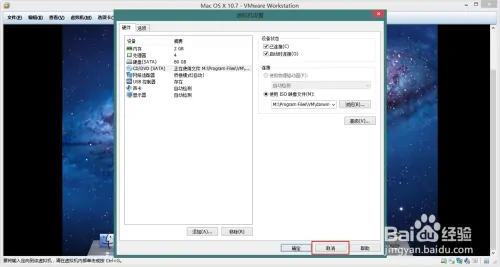 Mac OS X 10.7 - VMware Workstation
文件(F) 编辑(E) 查看(V) 虚拟机(M)
虚拟机设置
硬件 选项
设备 摘要
内存 2 GB
处理器 4
硬盘(SATA) 60 GB
CD/DVD (SATA) 正在使用文件 M:\Program Files\VM\...
网络适配器 桥接模式(自动)
USB 控制器 存在
声卡 自动检测
显示器 自动检测
添加(A)... 移除(R)
设备状态
已连接(C)
启动时连接(O)
连接
使用物理驱动器(P):
自动检测
使用 ISO 映像文件(M):
M:\Program Files\VM\darwin
浏览(B)...
高级(V)...
确定 取消 帮助
要将输入定向到该虚拟机，请在虚拟机内部单击或按 Ctrl+G。
Baidu 经验
jingyan.baidu.com